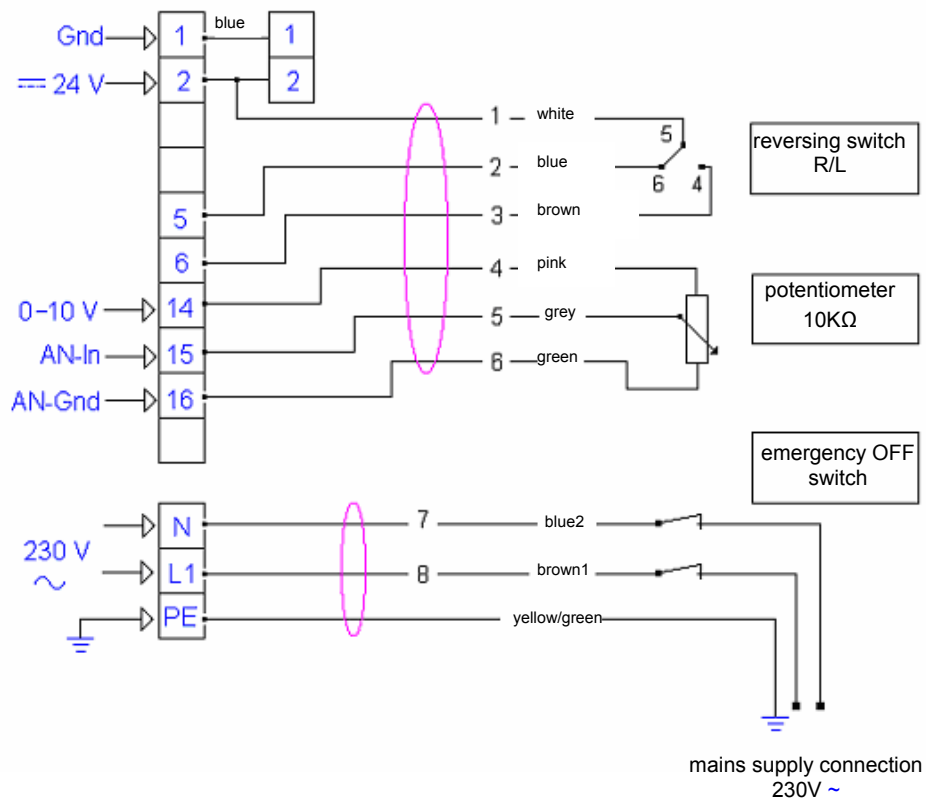 Gnd
1
blue
1
24 V
2
2
1
white
5
reversing switch
R/L
2
blue
6
4
5
3
brown
6
4
pink
potentiometer
10KΩ
0-10 V
14
5
grey
AN-In
15
6
green
AN-Gnd
16
emergency OFF
switch
N
7
blue2
230 V
~
L1
8
brown1
PE
yellow/green
mains supply connection
230V ~